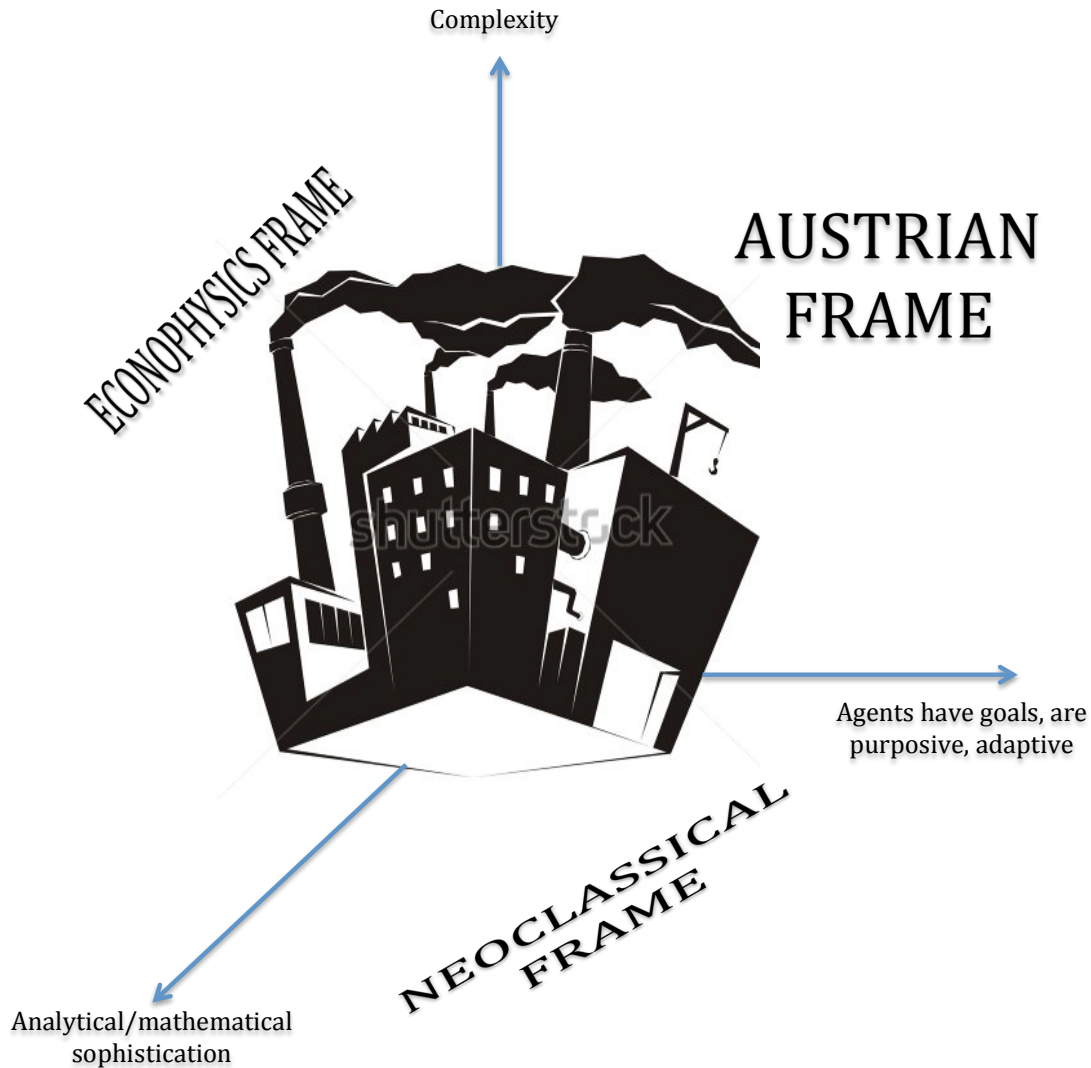 Complexity
ECONOPHYSICS FRAME
AUSTRIAN
FRAME
shutterstock
Agents have goals, are
purposive, adaptive
NEOCLASSICAL
FRAME
Analytical/mathematical
sophistication